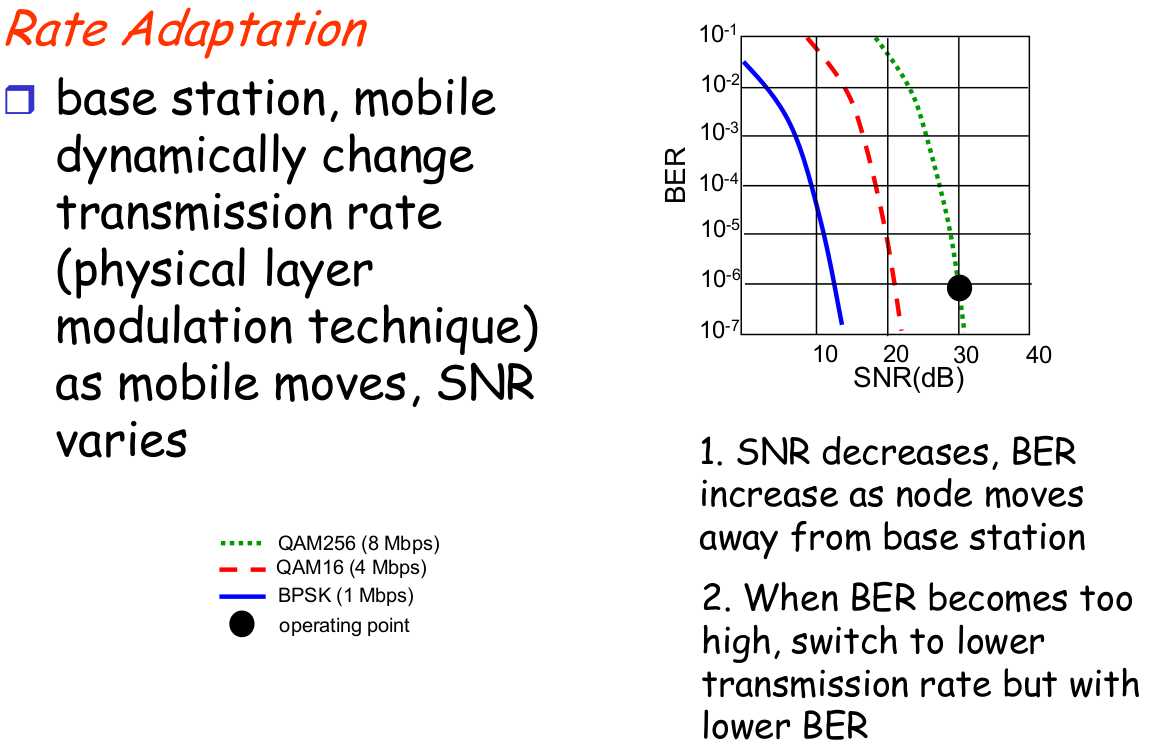 Rate Adaptation
base station, mobile
dynamically change
transmission rate
(physical layer
modulation technique)
as mobile moves, SNR
varies
QAM256 (8 Mbps)
QAM16 (4 Mbps)
BPSK (1 Mbps)
operating point
10-1
10-2
10-3
10-4
10-5
10-6
10-7
BER
10 20 30 40
SNR(dB)
1. SNR decreases, BER
increase as node moves
away from base station
2. When BER becomes too
high, switch to lower
transmission rate but with
lower BER